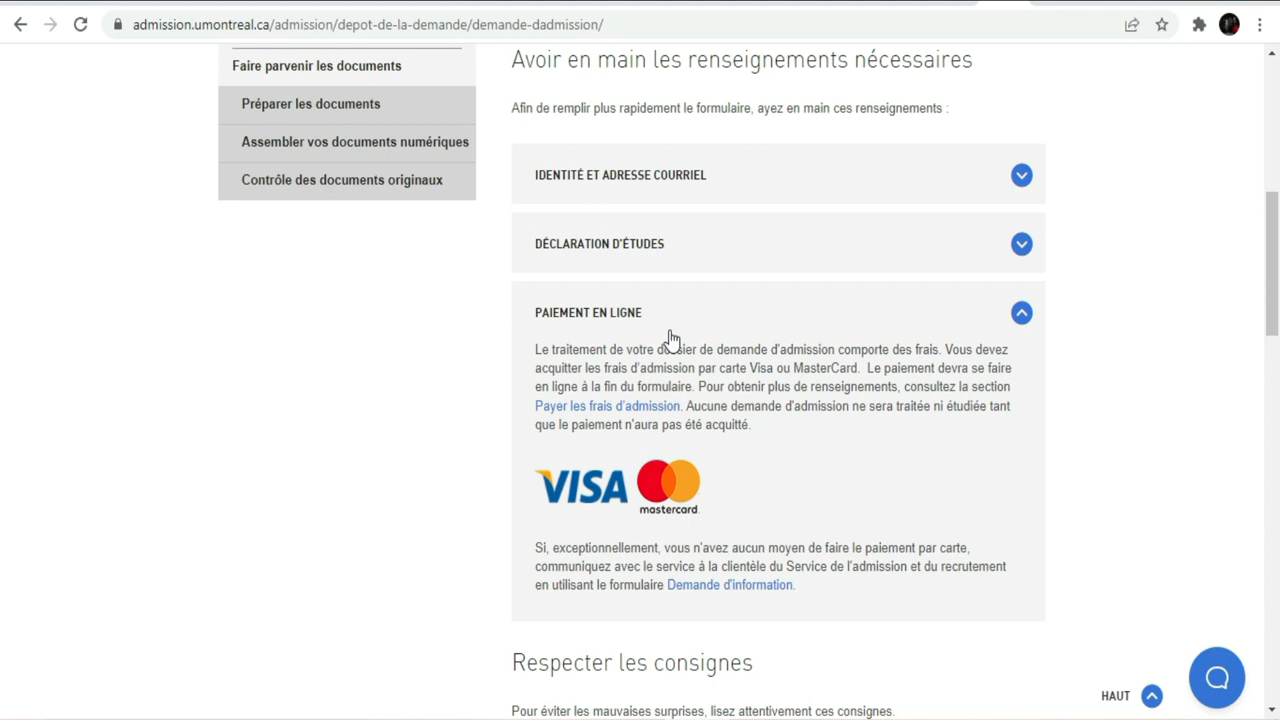 admission.umontreal.ca/admission/depot-de-la-demande/demande-dadmission/
Faire parvenir les documents
Préparer les documents
Assembler vos documents numériques
Contrôle des documents originaux
Avoir en main les renseignements nécessaires
Afin de remplir plus rapidement le formulaire, ayez en main ces renseignements :
IDENTITÉ ET ADRESSE COURRIEL
DÉCLARATION D'ÉTUDES
PAIEMENT EN LIGNE
Le traitement de votre dossier de demande d'admission comporte des frais. Vous devez
acquitter les frais d'admission par carte Visa ou MasterCard. Le paiement devra se faire
en ligne à la fin du formulaire. Pour obtenir plus de renseignements, consultez la section
Payer les frais d'admission. Aucune demande d'admission ne sera traitée ni étudiée tant
que le paiement n'aura pas été acquitté.
VISA
mastercard.
Si, exceptionnellement, vous n'avez aucun moyen de faire le paiement par carte,
communiquez avec le service à la clientèle du Service de l'admission et du recrutement
en utilisant le formulaire Demande d'information.
Respecter les consignes
HAUT
Pour éviter les mauvaises surprises, lisez attentivement ces consignes.